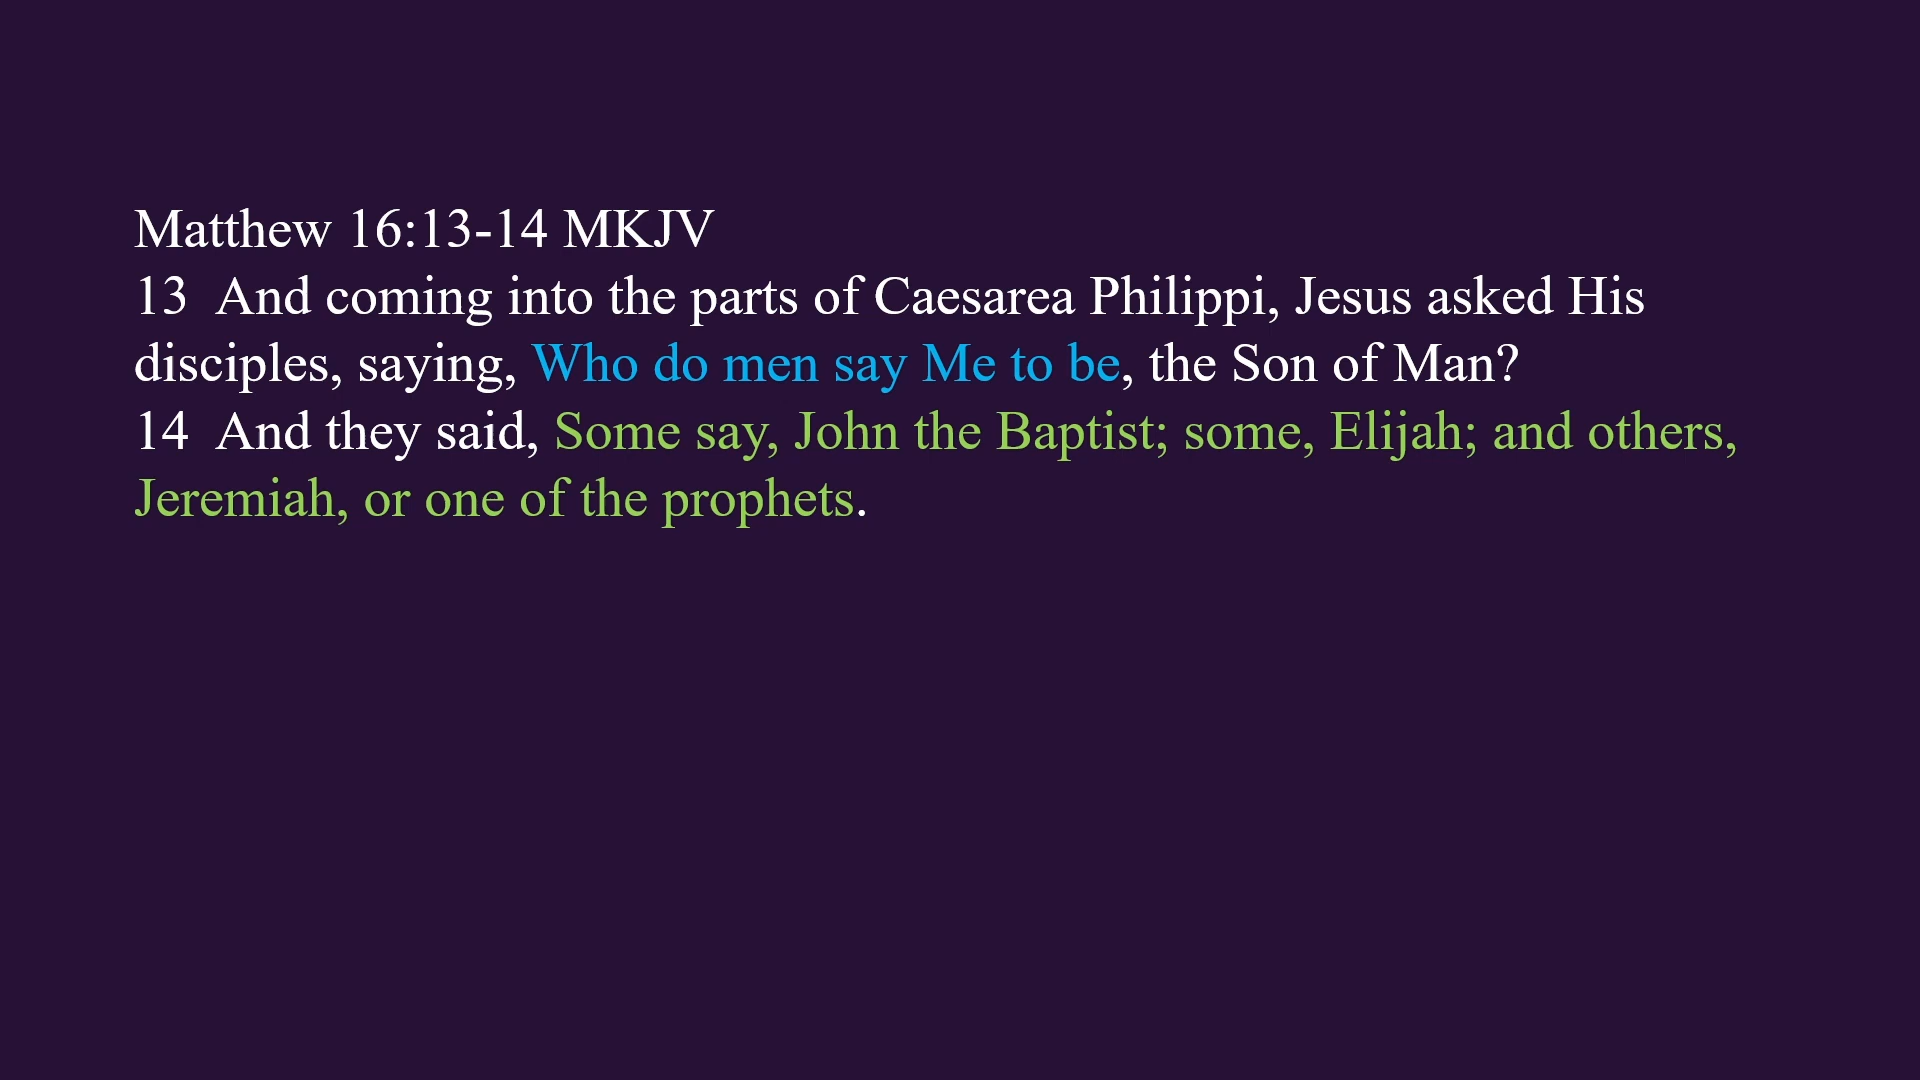 Matthew 16:13-14 MKJV
13  And coming into the parts of Caesarea Philippi, Jesus asked His
disciples, saying, Who do men say Me to be, the Son of Man?
14  And they said, Some say, John the Baptist; some, Elijah; and others,
Jeremiah, or one of the prophets.